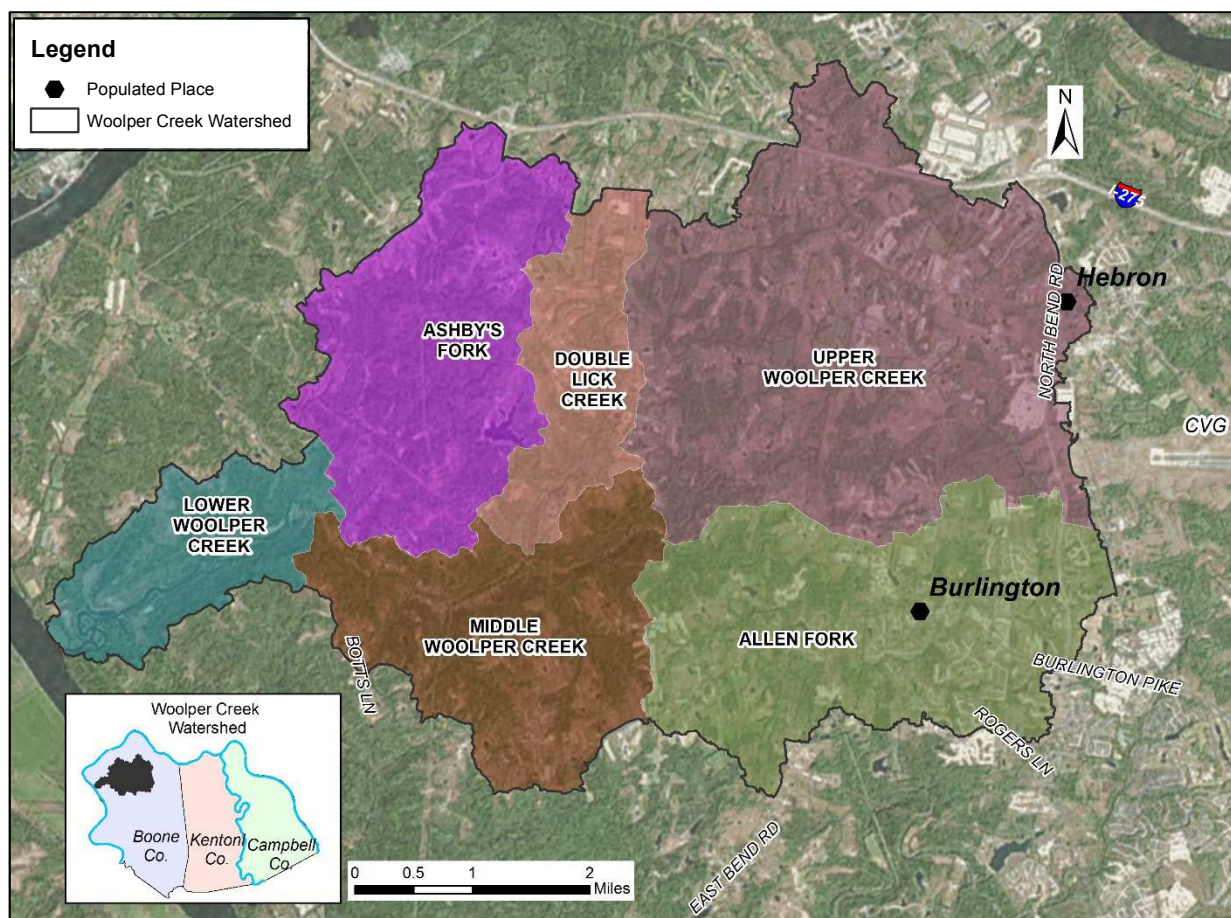 Legend
Populated Place
Woolper Creek Watershed
N
I-275
Hebron
NORTH BEND RD
ASHBY'S
FORK
DOUBLE
LICK
CREEK
UPPER
WOOLPER CREEK
CVG
LOWER
WOOLPER
CREEK
Burlington
MIDDLE
WOOLPER CREEK
ALLEN FORK
BOTTS LN
BURLINGTON PIKE
ROGERS LN
EAST BEND RD
Woolper Creek
Watershed
Boone
Co.
Kenton
Co.
Campbell
Co.
0 0.5 1 2
Miles